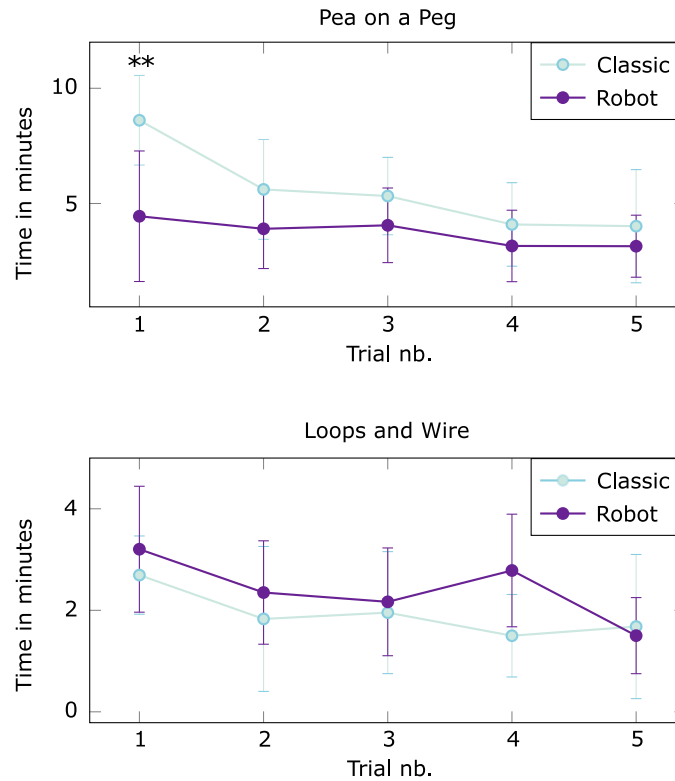 Pea on a Peg
**
Classic
Robot
10
5
Time in minutes
1 2 3 4 5
Trial nb.
Loops and Wire
Classic
Robot
4
2
0
Time in minutes
1 2 3 4 5
Trial nb.